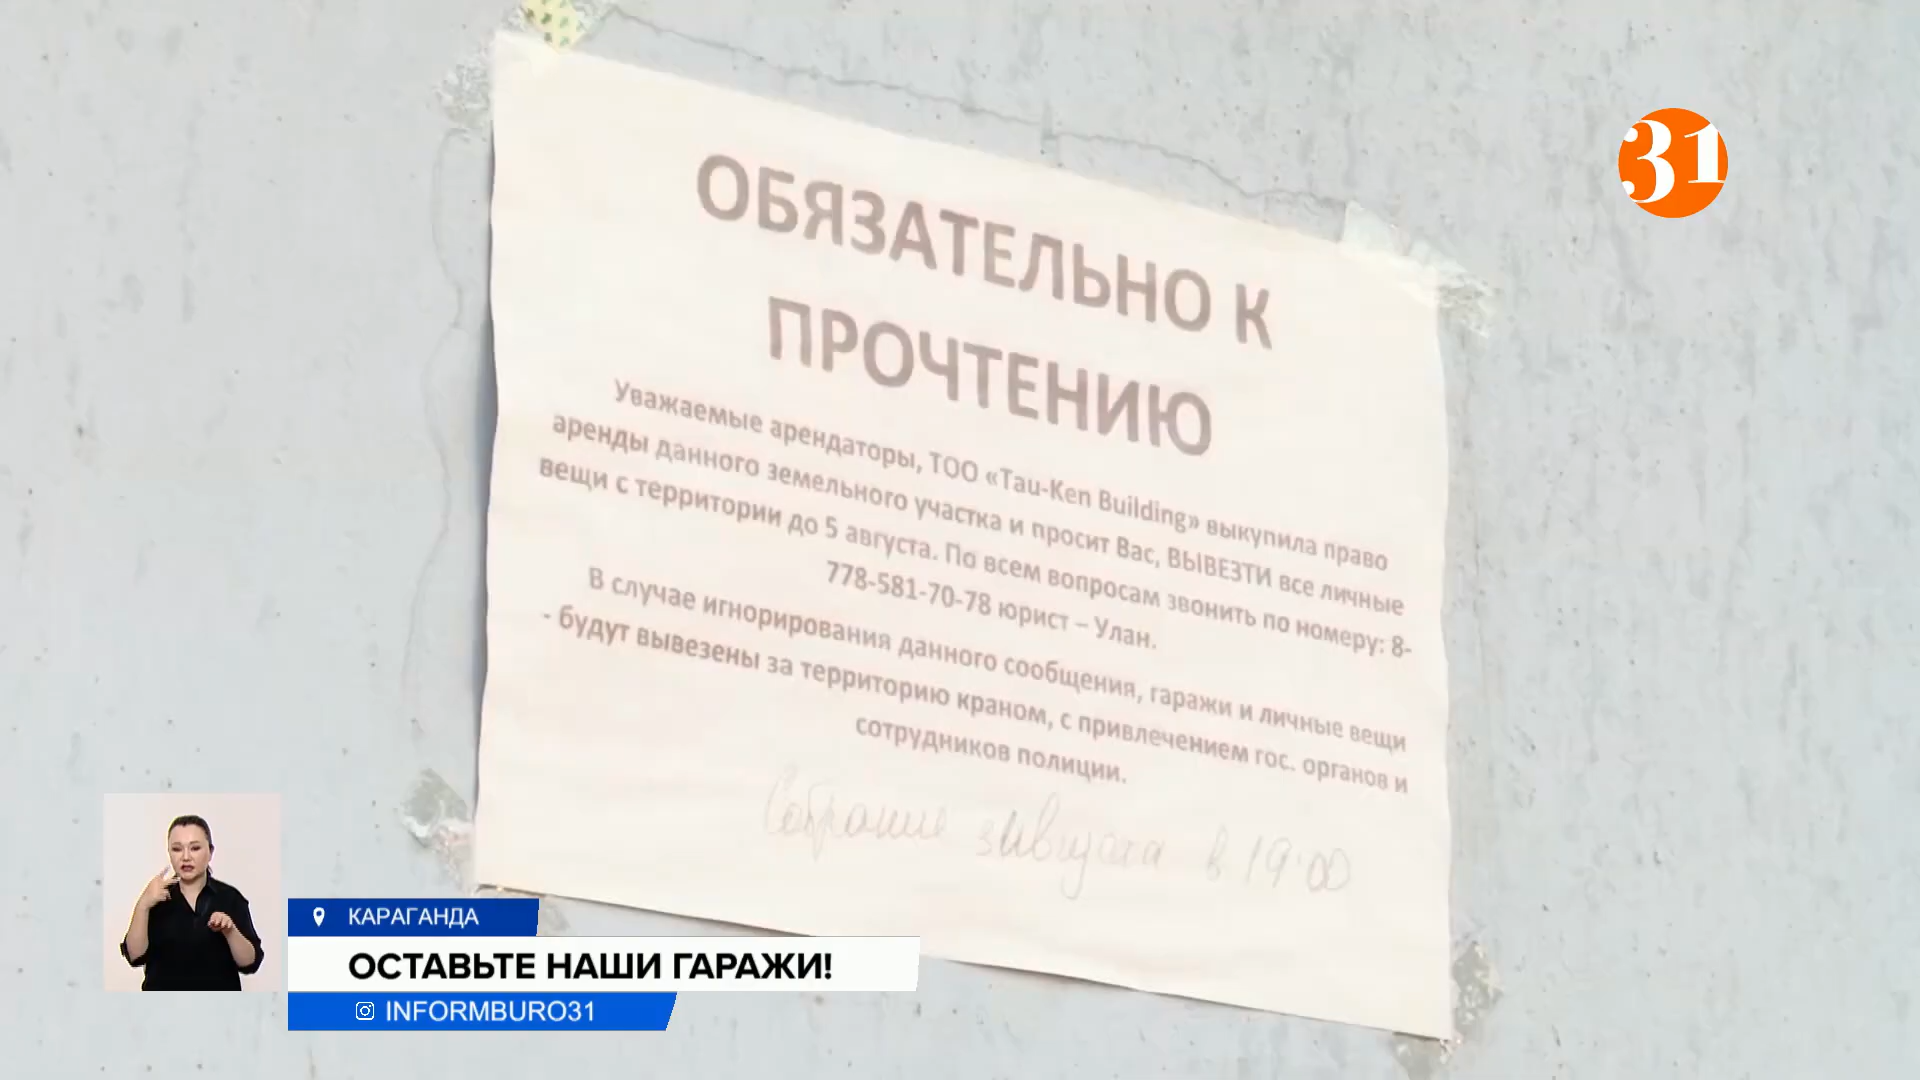 31
ОБЯЗАТЕЛЬНО К
ПРОЧТЕНИЮ
Уважаемые арендаторы, ТОО «Tau-Ken Building» выкупила право
аренды данного земельного участка и просит Вас, ВЫВЕЗТИ все личные
вещи с территории до 5 августа. По всем вопросам звонить по номеру: 8-
778-581-70-78 юрист – Улан.
В случае игнорирования данного сообщения, гаражи и личные вещи
- будут вывезены за территорию краном, с привлечением гос. органов и
сотрудников полиции.
Собрание 3 августа в 19:00
КАРАГАНДА
ОСТАВЬТЕ НАШИ ГАРАЖИ!
INFORMBURO31